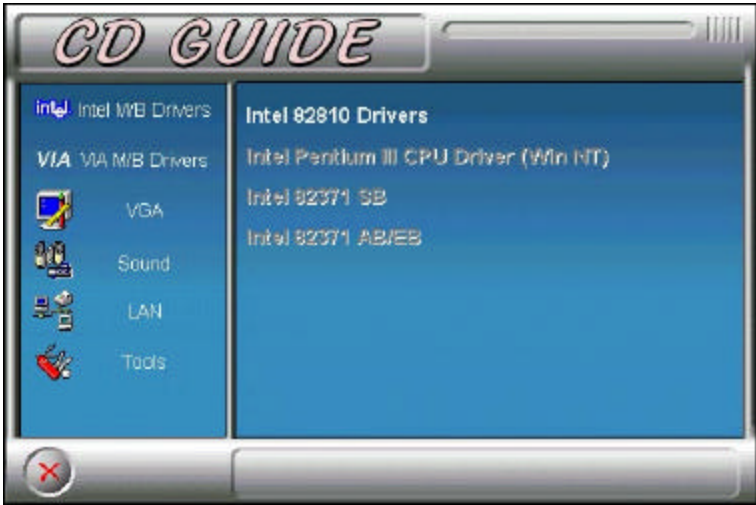 CD GUIDE
intel Intel M/B Drivers
VIA VIA M/B Drivers
VGA
Sound
LAN
Tools
Intel 82810 Drivers
Intel Pentium III CPU Driver (Win NT)
Intel 82371 SB
Intel 82371 AB/EB